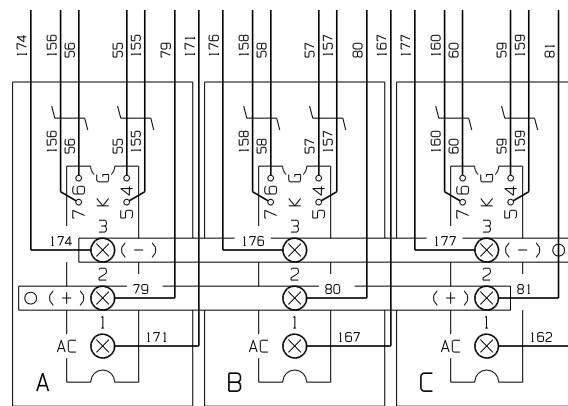 174 156 56 55 155 79 171 176 158 58 57 157 80 167 177 160 60 59 159 81
156 56 55 155 158 58 57 157 160 60 59 159
6 G 4 6 G 4 6 G 4
7 K 5 7 K 5 7 K 5
3 3 3
174 (-) 176 177 (-) O
2 2 2
O (+) 79 80 (+) 81
1 1 1
AC 171 AC 167 AC 162
A B C